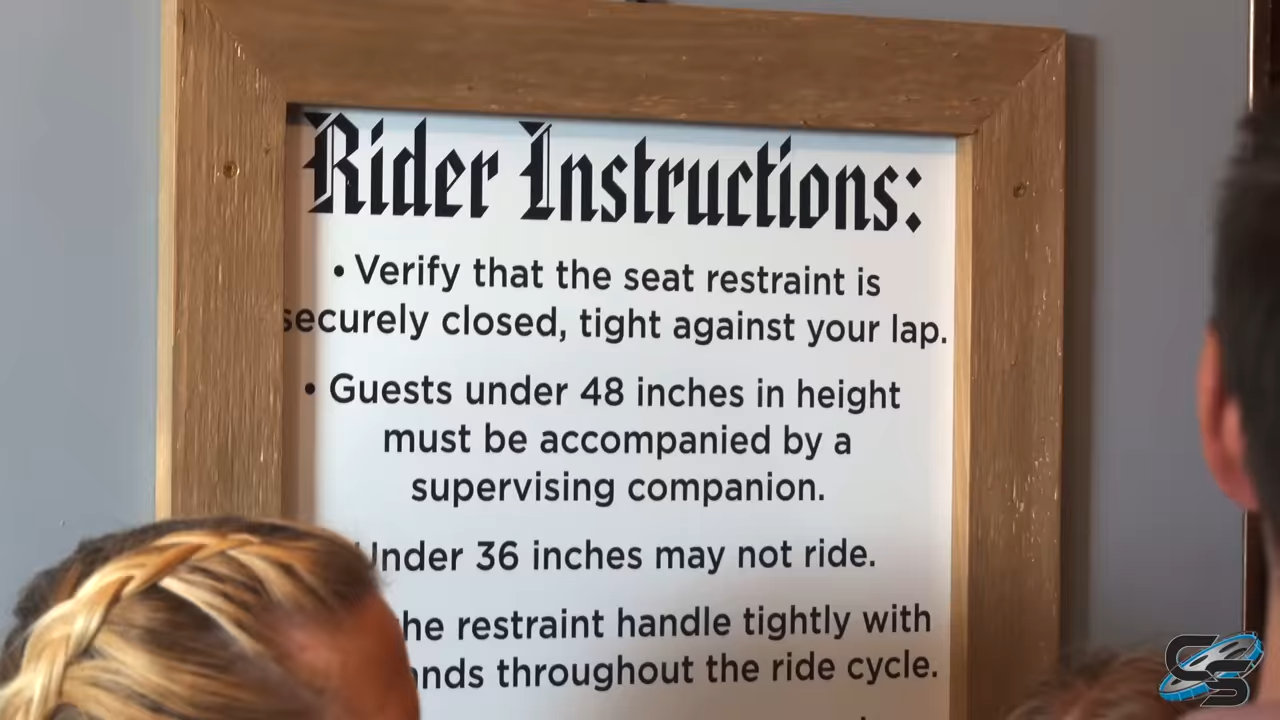 Rider Instructions:
• Verify that the seat restraint is
securely closed, tight against your lap.
• Guests under 48 inches in height
must be accompanied by a
supervising companion.
Under 36 inches may not ride.
the restraint handle tightly with
throughout the ride cycle.